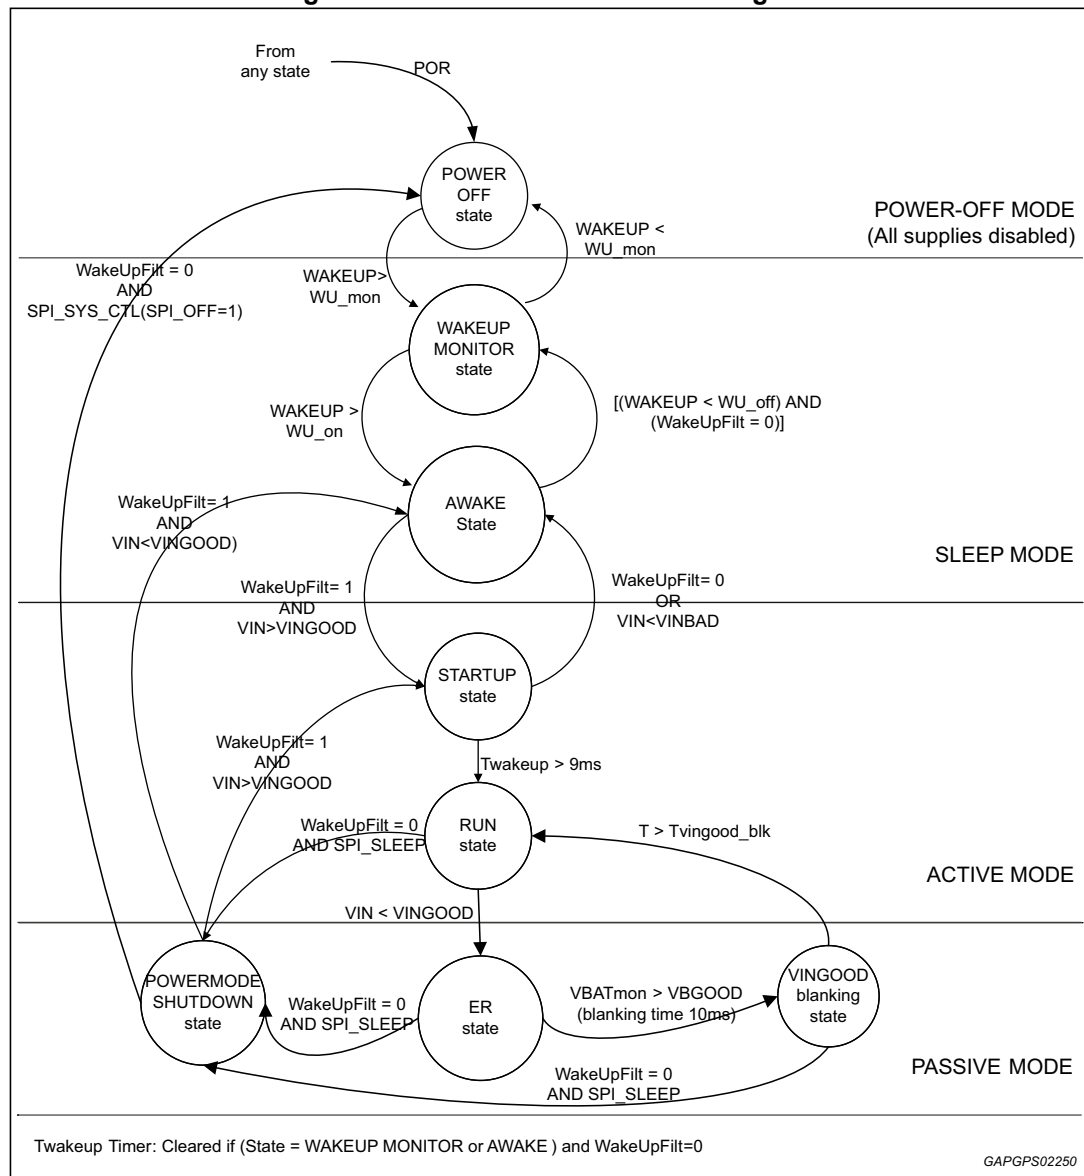 From
any state
POR
POWER
OFF
state
POWER-OFF MODE
(All supplies disabled)
WAKEUP <
WU_mon
WakeUpFilt = 0
AND
SPI_SYS_CTL(SPI_OFF=1)
WAKEUP>
WU_mon
WAKEUP
MONITOR
state
WAKEUP >
WU_on
[(WAKEUP < WU_off) AND
(WakeUpFilt = 0)]
AWAKE
State
WakeUpFilt= 1
AND
VIN<VINGOOD)
SLEEP MODE
WakeUpFilt= 1
AND
VIN>VINGOOD
WakeUpFilt= 0
OR
VIN<VINBAD
STARTUP
state
WakeUpFilt= 1
AND
VIN>VINGOOD
Twakeup > 9ms
RUN
state
WakeUpFilt = 0
AND SPI_SLEEP
T > Tvingood_blk
ACTIVE MODE
VIN < VINGOOD
POWERMODE
SHUTDOWN
state
WakeUpFilt = 0
AND SPI_SLEEP
ER
state
VBATmon > VBGOOD
(blanking time 10ms)
VINGOOD
blanking
state
WakeUpFilt = 0
AND SPI_SLEEP
PASSIVE MODE
Twakeup Timer: Cleared if (State = WAKEUP MONITOR or AWAKE ) and WakeUpFilt=0
GAPGPS02250